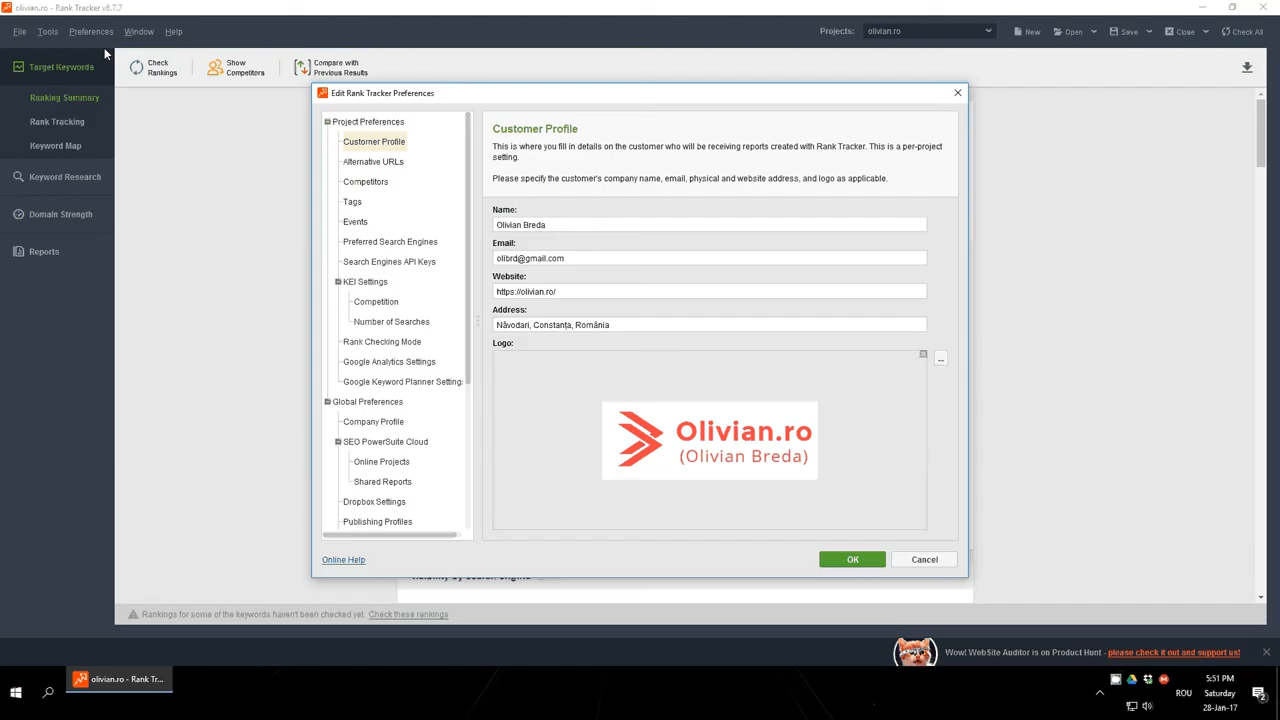 olivian.ro - Rank Tracker v8.7.7
File Tools Preferences Window Help
Projects: olivian.ro New Open Save Close Check All
Target Keywords
Ranking Summary
Rank Tracking
Keyword Map
Keyword Research
Domain Strength
Reports
Check Rankings
Show Competitors
Compare with Previous Results
Edit Rank Tracker Preferences
Project Preferences
Customer Profile
Alternative URLs
Competitors
Tags
Events
Preferred Search Engines
Search Engines API Keys
KEI Settings
Competition
Number of Searches
Rank Checking Mode
Google Analytics Settings
Google Keyword Planner Settings
Global Preferences
Company Profile
SEO PowerSuite Cloud
Online Projects
Shared Reports
Dropbox Settings
Publishing Profiles
Customer Profile
This is where you fill in details on the customer who will be receiving reports created with Rank Tracker. This is a per-project
setting.
Please specify the customer's company name, email, physical and website address, and logo as applicable.
Name:
Olivian Breda
Email:
olibrd@gmail.com
Website:
https://olivian.ro/
Address:
Năvodari, Constanța, România
Logo:
...
Olivian.ro
(Olivian Breda)
Online Help
OK
Cancel
Rankings for some of the keywords haven't been checked yet. Check these rankings
Wow! WebSite Auditor is on Product Hunt - please check it out and support us!
olivian.ro - Rank Tr...
ROU
5:51 PM
Saturday
28-Jan-17
2